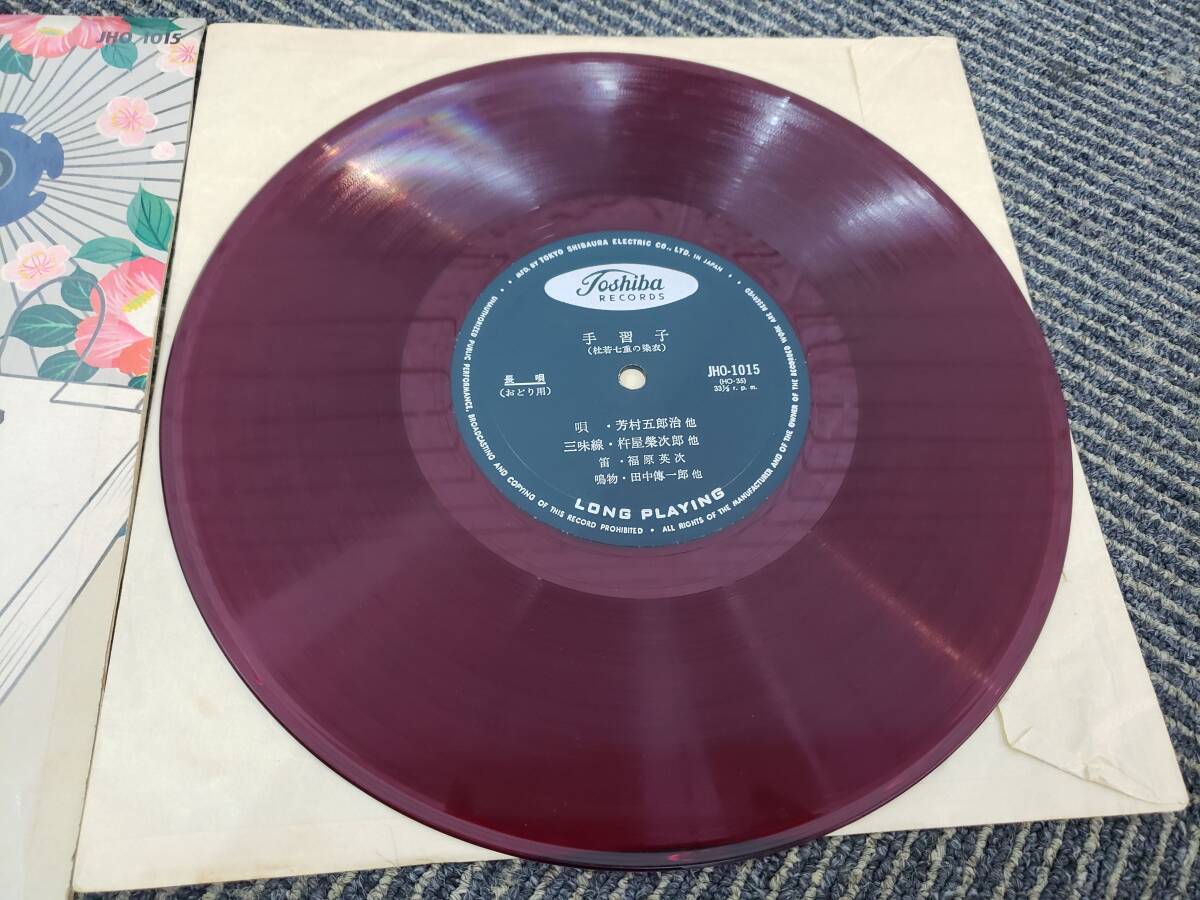 JHO-1015
MFG. BY TOKYO SHIBAURA ELECTRIC CO., LTD. IN JAPAN
Toshiba
RECORDS
手習子
(杜若七重の染衣)
長唄
(おどり用)
JHO-1015
(HO-35)
33⅓ r. p. m.
唄・芳村五郎治 他
三味線・杵屋榮次郎 他
笛・福原英次
鳴物・田中傳一郎 他
LONG PLAYING
UNAUTHORIZED PUBLIC PERFORMANCE, BROADCASTING AND COPYING OF THIS RECORD PROHIBITED • ALL RIGHTS OF THE MANUFACTURER AND OF THE OWNER OF THE RECORDED WORK ARE RESERVED